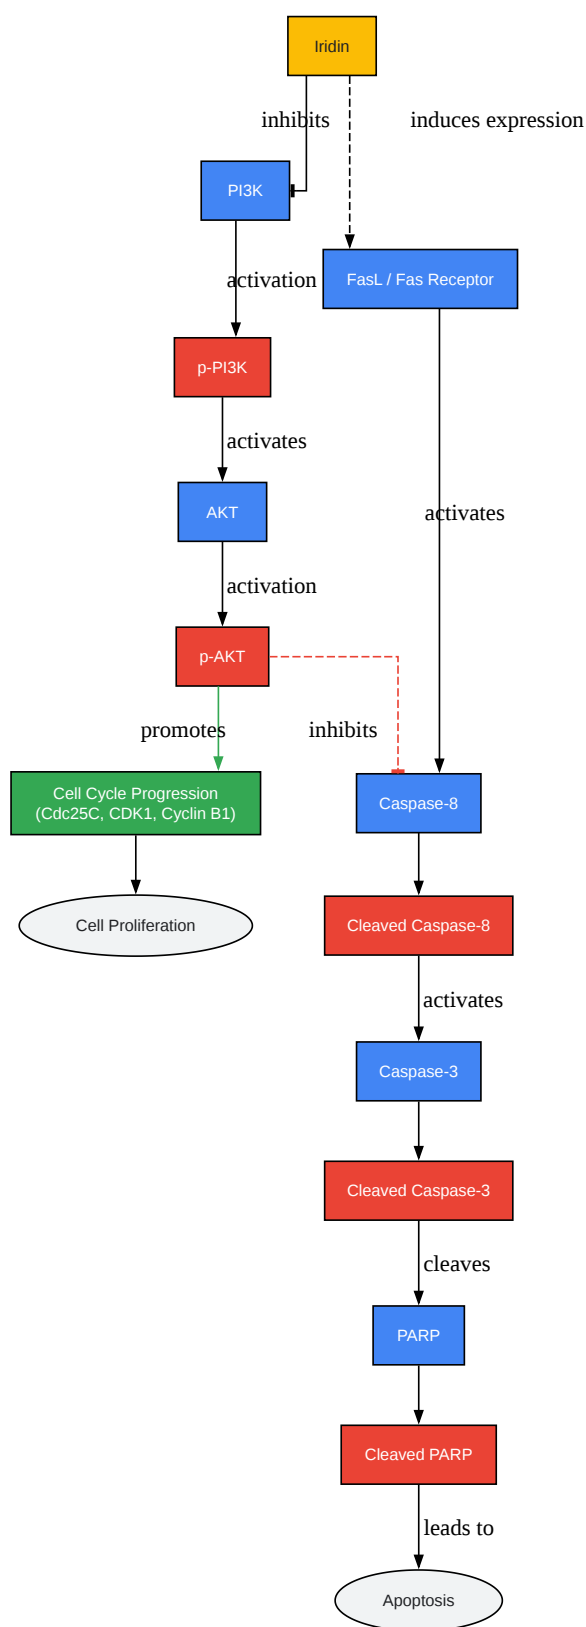 Iridin
inhibits
induces expression
PI3K
activation
FasL / Fas Receptor
p-PI3K
activates
AKT
activates
activation
p-AKT
promotes
inhibits
Cell Cycle Progression
(Cdc25C, CDK1, Cyclin B1)
Caspase-8
Cell Proliferation
Cleaved Caspase-8
activates
Caspase-3
Cleaved Caspase-3
cleaves
PARP
Cleaved PARP
leads to
Apoptosis